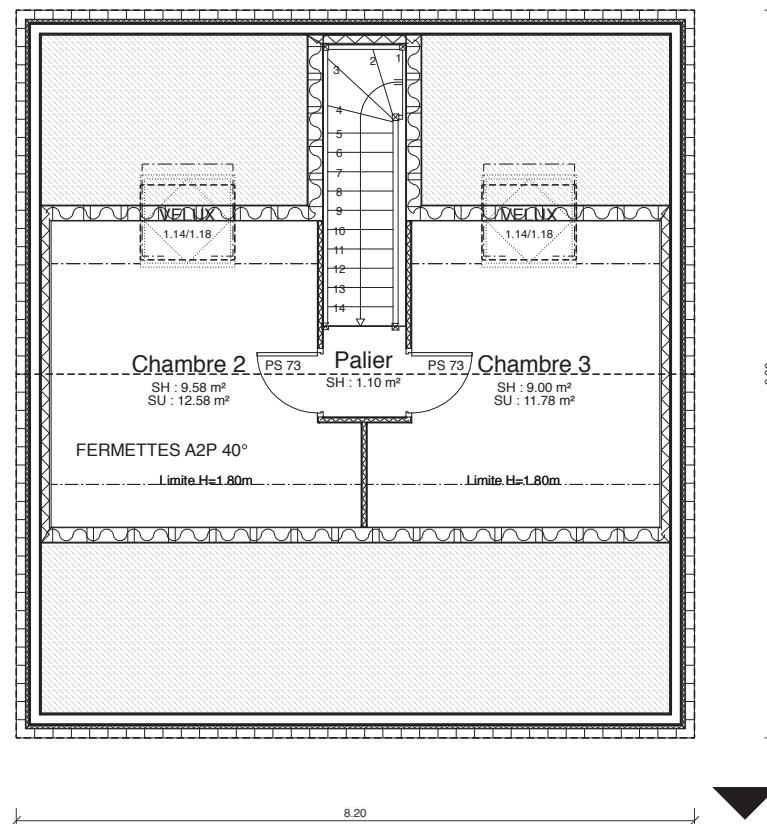 1
2
3
4
5
6
7
8
9
10
11
12
13
14
VELUX
1.14/1.18
VELUX
1.14/1.18
Chambre 2
SH : 9.58 m²
SU : 12.58 m²
PS 73
Palier
SH : 1.10 m²
PS 73
Chambre 3
SH : 9.00 m²
SU : 11.78 m²
FERMETTES A2P 40°
Limite H=1.80m
Limite H=1.80m
8.20